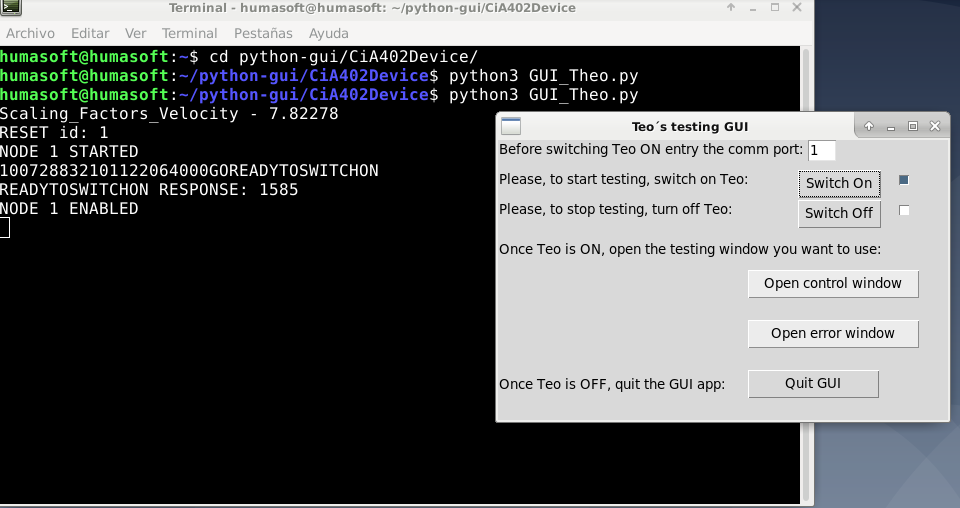 Terminal - humasoft@humasoft: ~/python-gui/CiA402Device
Archivo Editar Ver Terminal Pestañas Ayuda
humasoft@humasoft:~$ cd python-gui/CiA402Device/
humasoft@humasoft:~/python-gui/CiA402Device$ python3 GUI_Theo.py
humasoft@humasoft:~/python-gui/CiA402Device$ python3 GUI_Theo.py
Scaling_Factors_Velocity - 7.82278
RESET id: 1
NODE 1 STARTED
100728832101122064000GOREADYTOSWITCHON
READYTOSWITCHON RESPONSE: 1585
NODE 1 ENABLED
Teo´s testing GUI
Before switching Teo ON entry the comm port: 1
Please, to start testing, switch on Teo: Switch On
Please, to stop testing, turn off Teo: Switch Off
Once Teo is ON, open the testing window you want to use:
Open control window
Open error window
Once Teo is OFF, quit the GUI app: Quit GUI